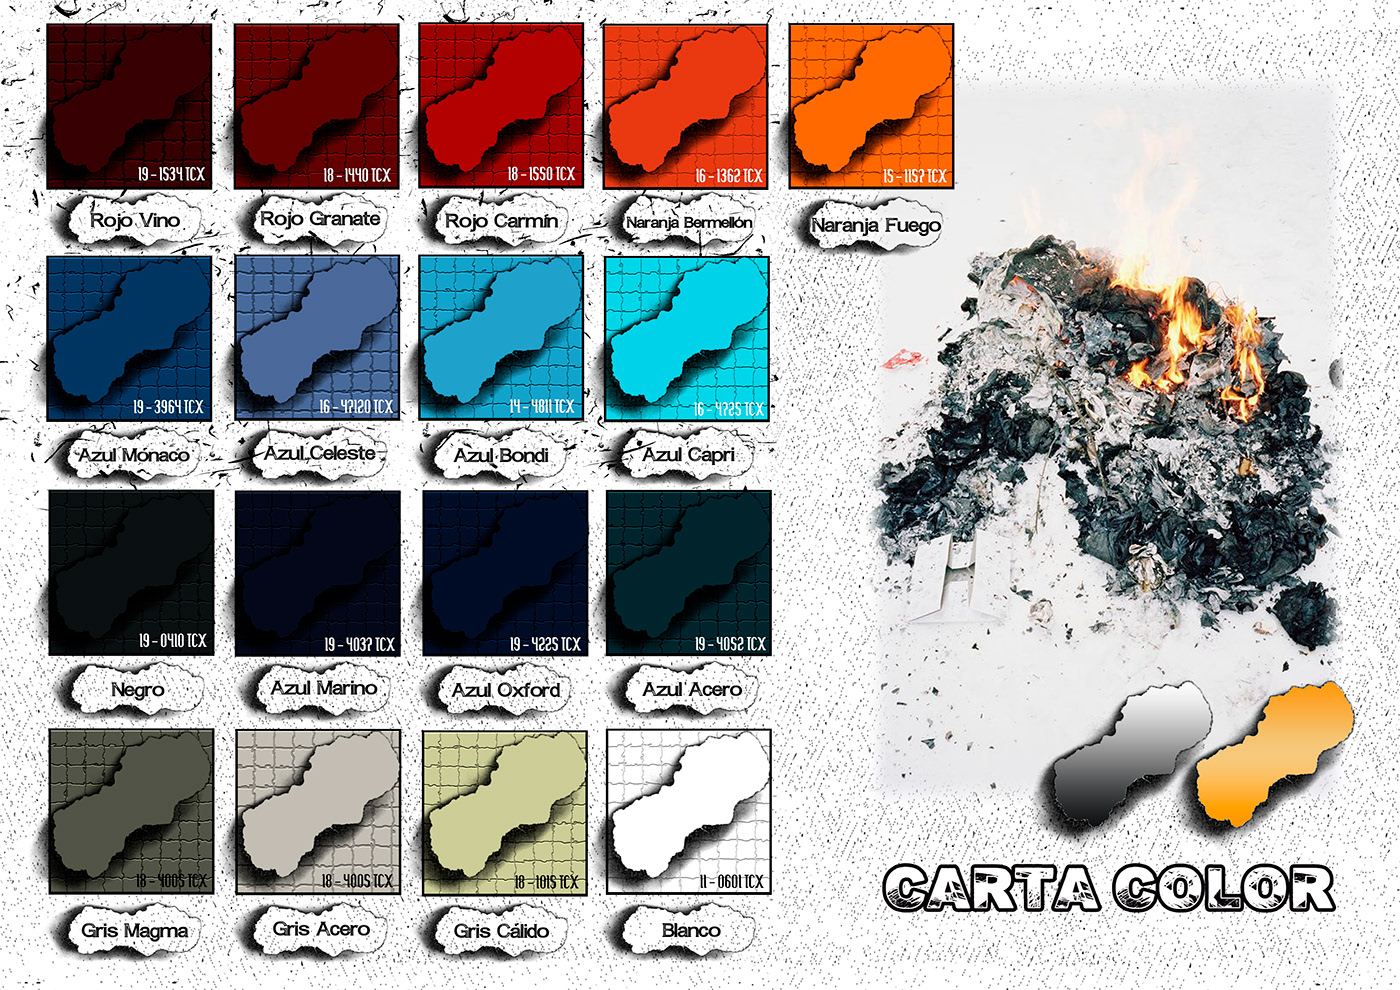 19 - 1534 TCX
18 - 1440 TCX
18 - 1550 TCX
16 - 1362 TCX
15 - 1157 TCX
Rojo Vino
Rojo Granate
Rojo Carmín
Naranja Bermellón
Naranja Fuego
19 - 3964 TCX
16 - 47120 TCX
14 - 4811 TCX
16 - 4725 TCX
Azul Mónaco
Azul Celeste
Azul Bondi
Azul Capri
19 - 0410 TCX
19 - 4037 TCX
19 - 4225 TCX
19 - 4052 TCX
Negro
Azul Marino
Azul Oxford
Azul Acero
18 - 4005 TCX
18 - 4005 TCX
18 - 1015 TCX
11 - 0601 TCX
Gris Magma
Gris Acero
Gris Cálido
Blanco
CARTA COLOR